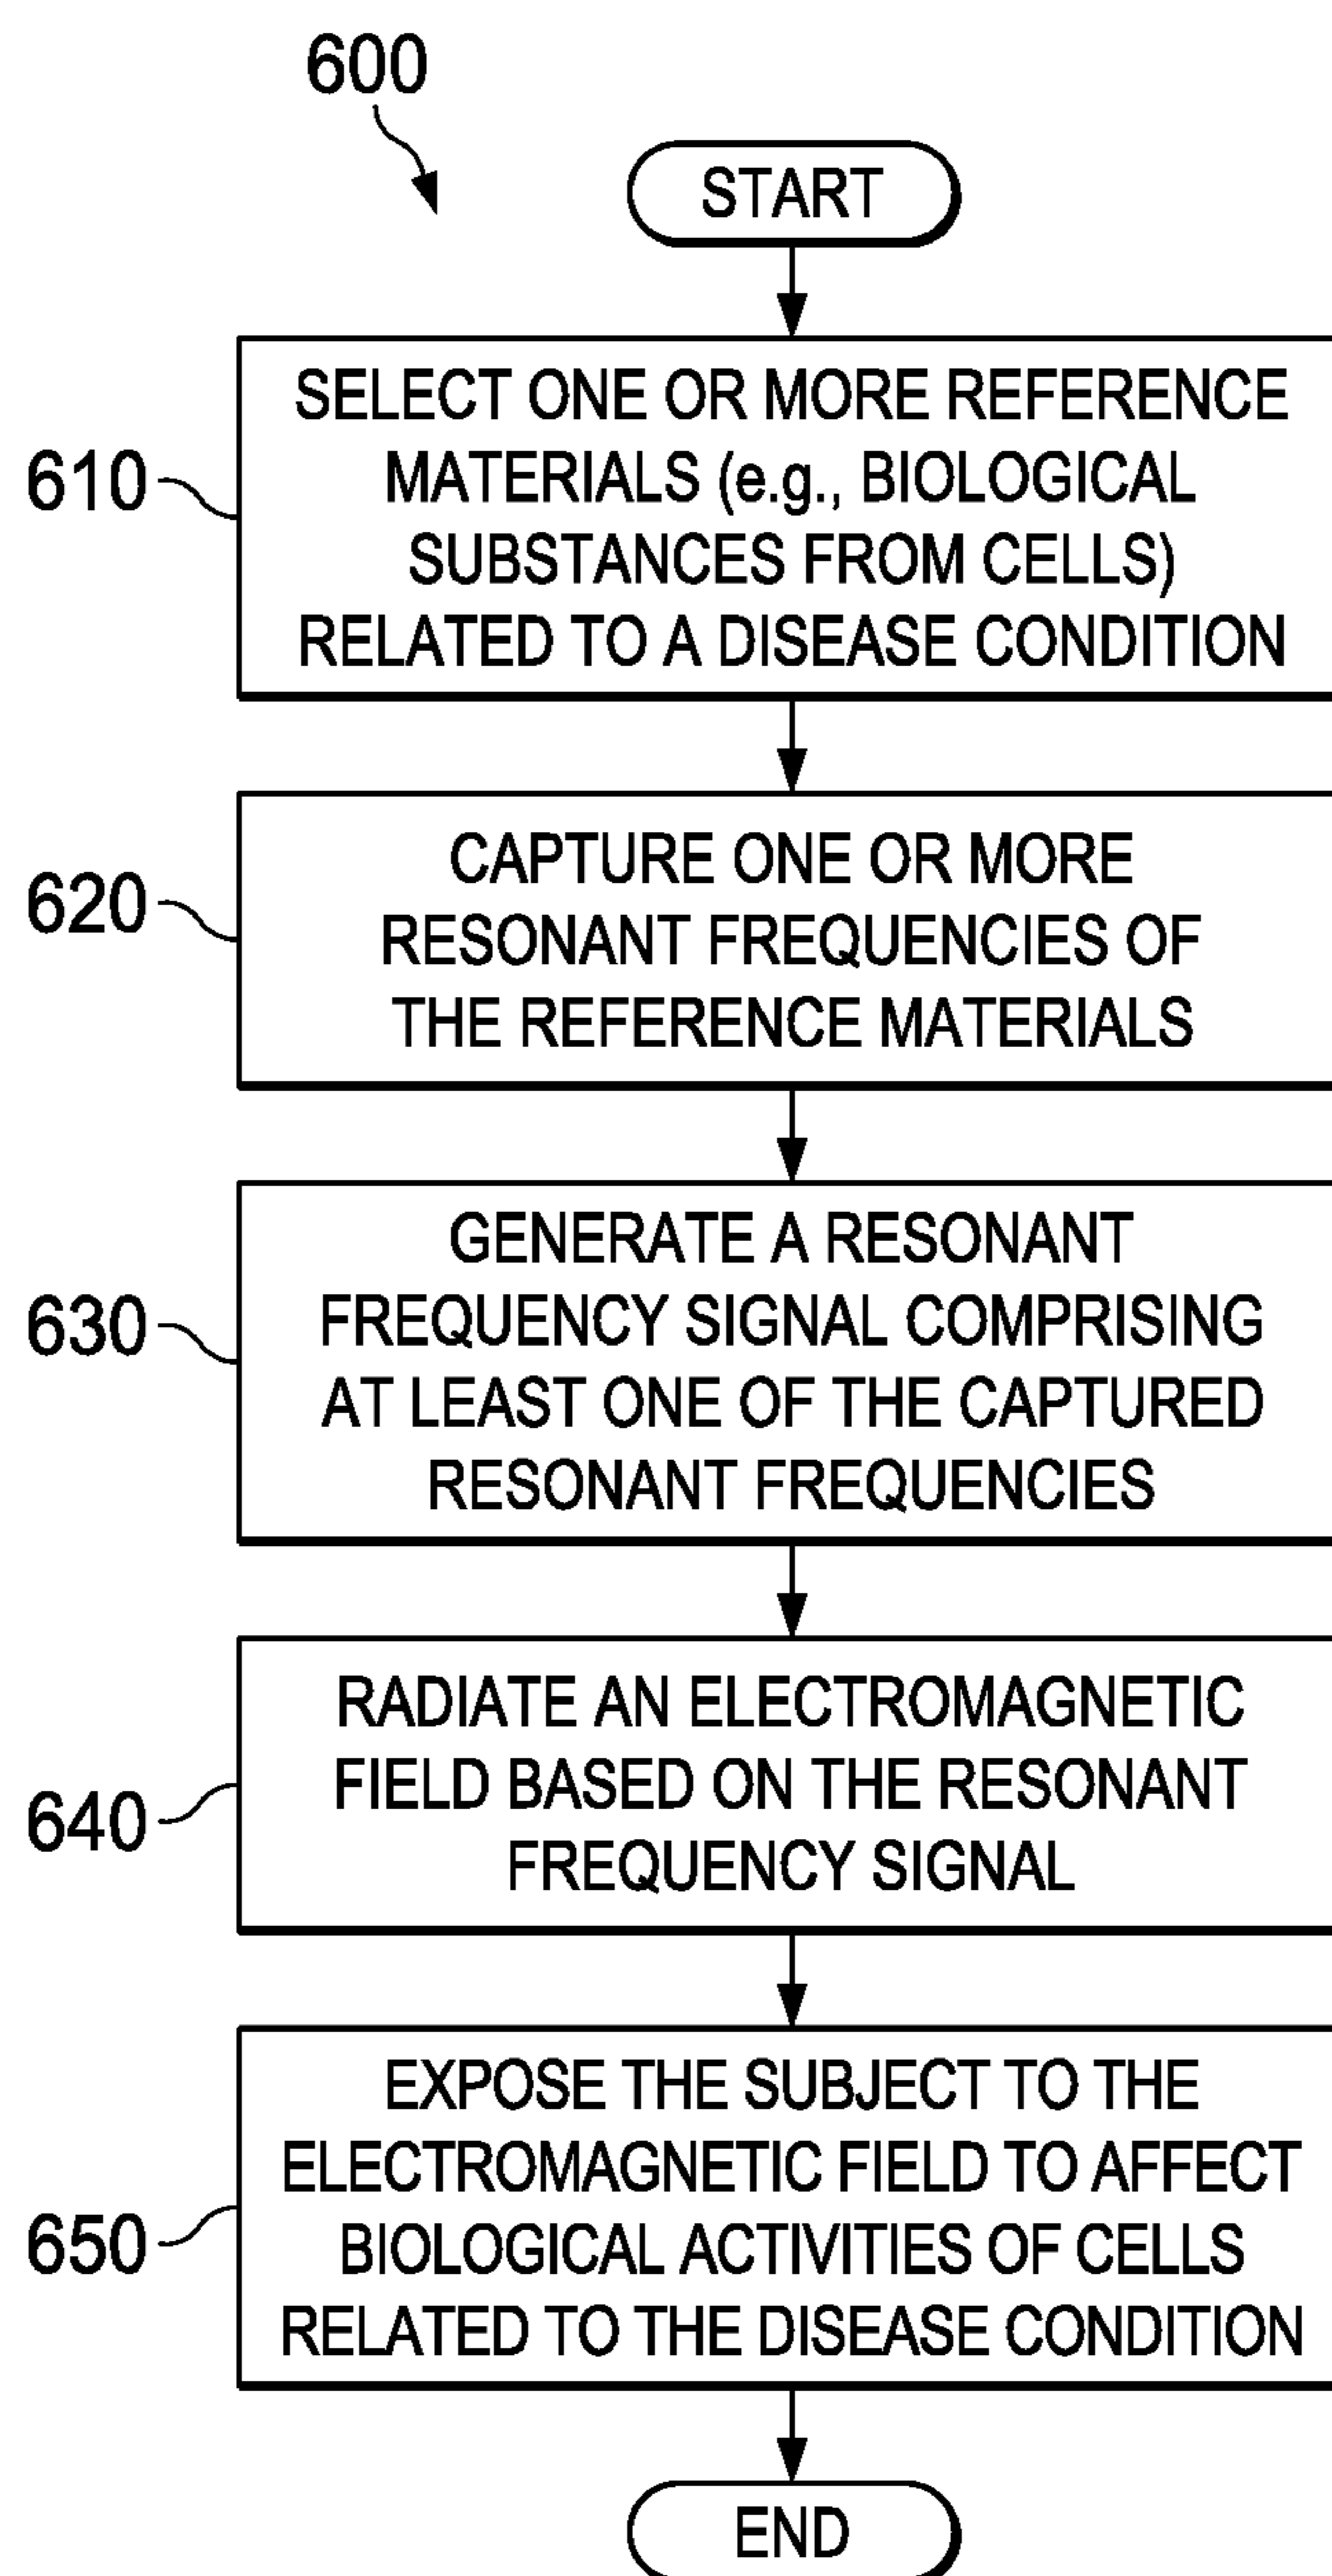 600
START
610
SELECT ONE OR MORE REFERENCE
MATERIALS (e.g., BIOLOGICAL
SUBSTANCES FROM CELLS)
RELATED TO A DISEASE CONDITION
620
CAPTURE ONE OR MORE
RESONANT FREQUENCIES OF
THE REFERENCE MATERIALS
630
GENERATE A RESONANT
FREQUENCY SIGNAL COMPRISING
AT LEAST ONE OF THE CAPTURED
RESONANT FREQUENCIES
640
RADIATE AN ELECTROMAGNETIC
FIELD BASED ON THE RESONANT
FREQUENCY SIGNAL
650
EXPOSE THE SUBJECT TO THE
ELECTROMAGNETIC FIELD TO AFFECT
BIOLOGICAL ACTIVITIES OF CELLS
RELATED TO THE DISEASE CONDITION
END